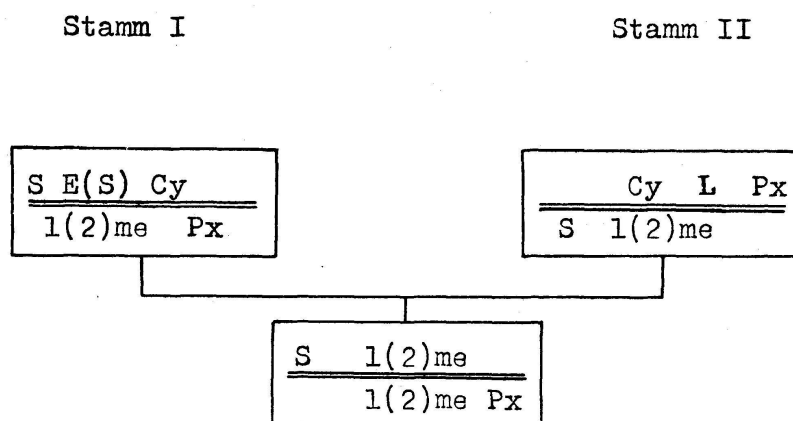 Stamm I Stamm II
S E(S) Cy Cy L Px
l(2)me Px S l(2)me
S l(2)me
l(2)me Px